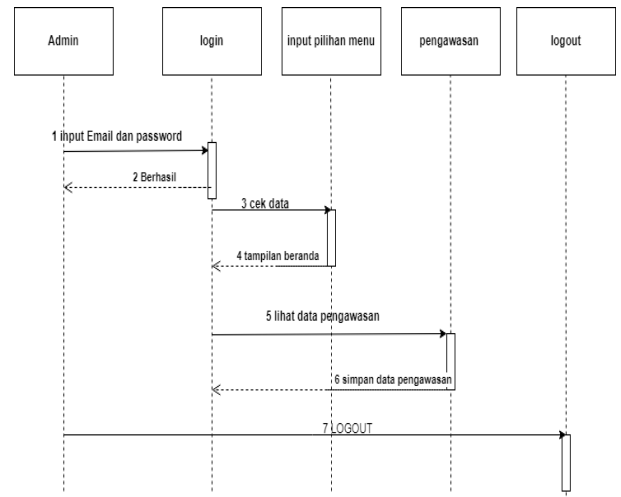 Admin
login
input pilihan menu
pengawasan
logout
1 input Email dan password
2 Berhasil
3 cek data
4 tampilan beranda
5 lihat data pengawasan
6 simpan data pengawasan
7 LOGOUT